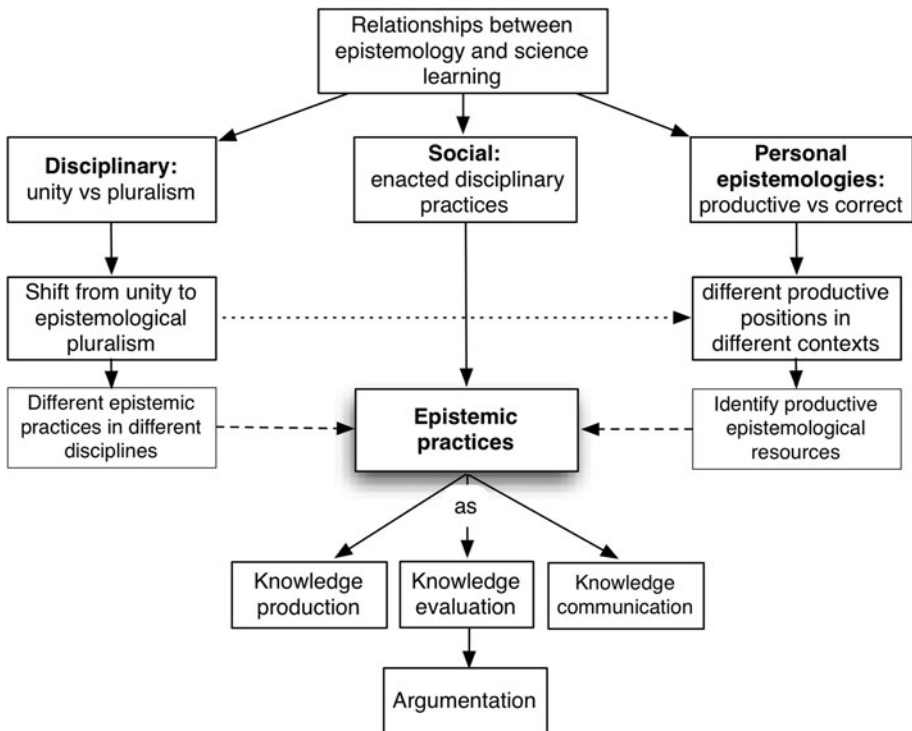 Relationships between
epistemology and science
learning
Disciplinary:
unity vs pluralism
Social:
enacted disciplinary
practices
Personal
epistemologies:
productive vs correct
Shift from unity to
epistemological
pluralism
different productive
positions in
different contexts
Different epistemic
practices in different
disciplines
Epistemic
practices
Identify productive
epistemological
resources
as
Knowledge
production
Knowledge
evaluation
Knowledge
communication
Argumentation